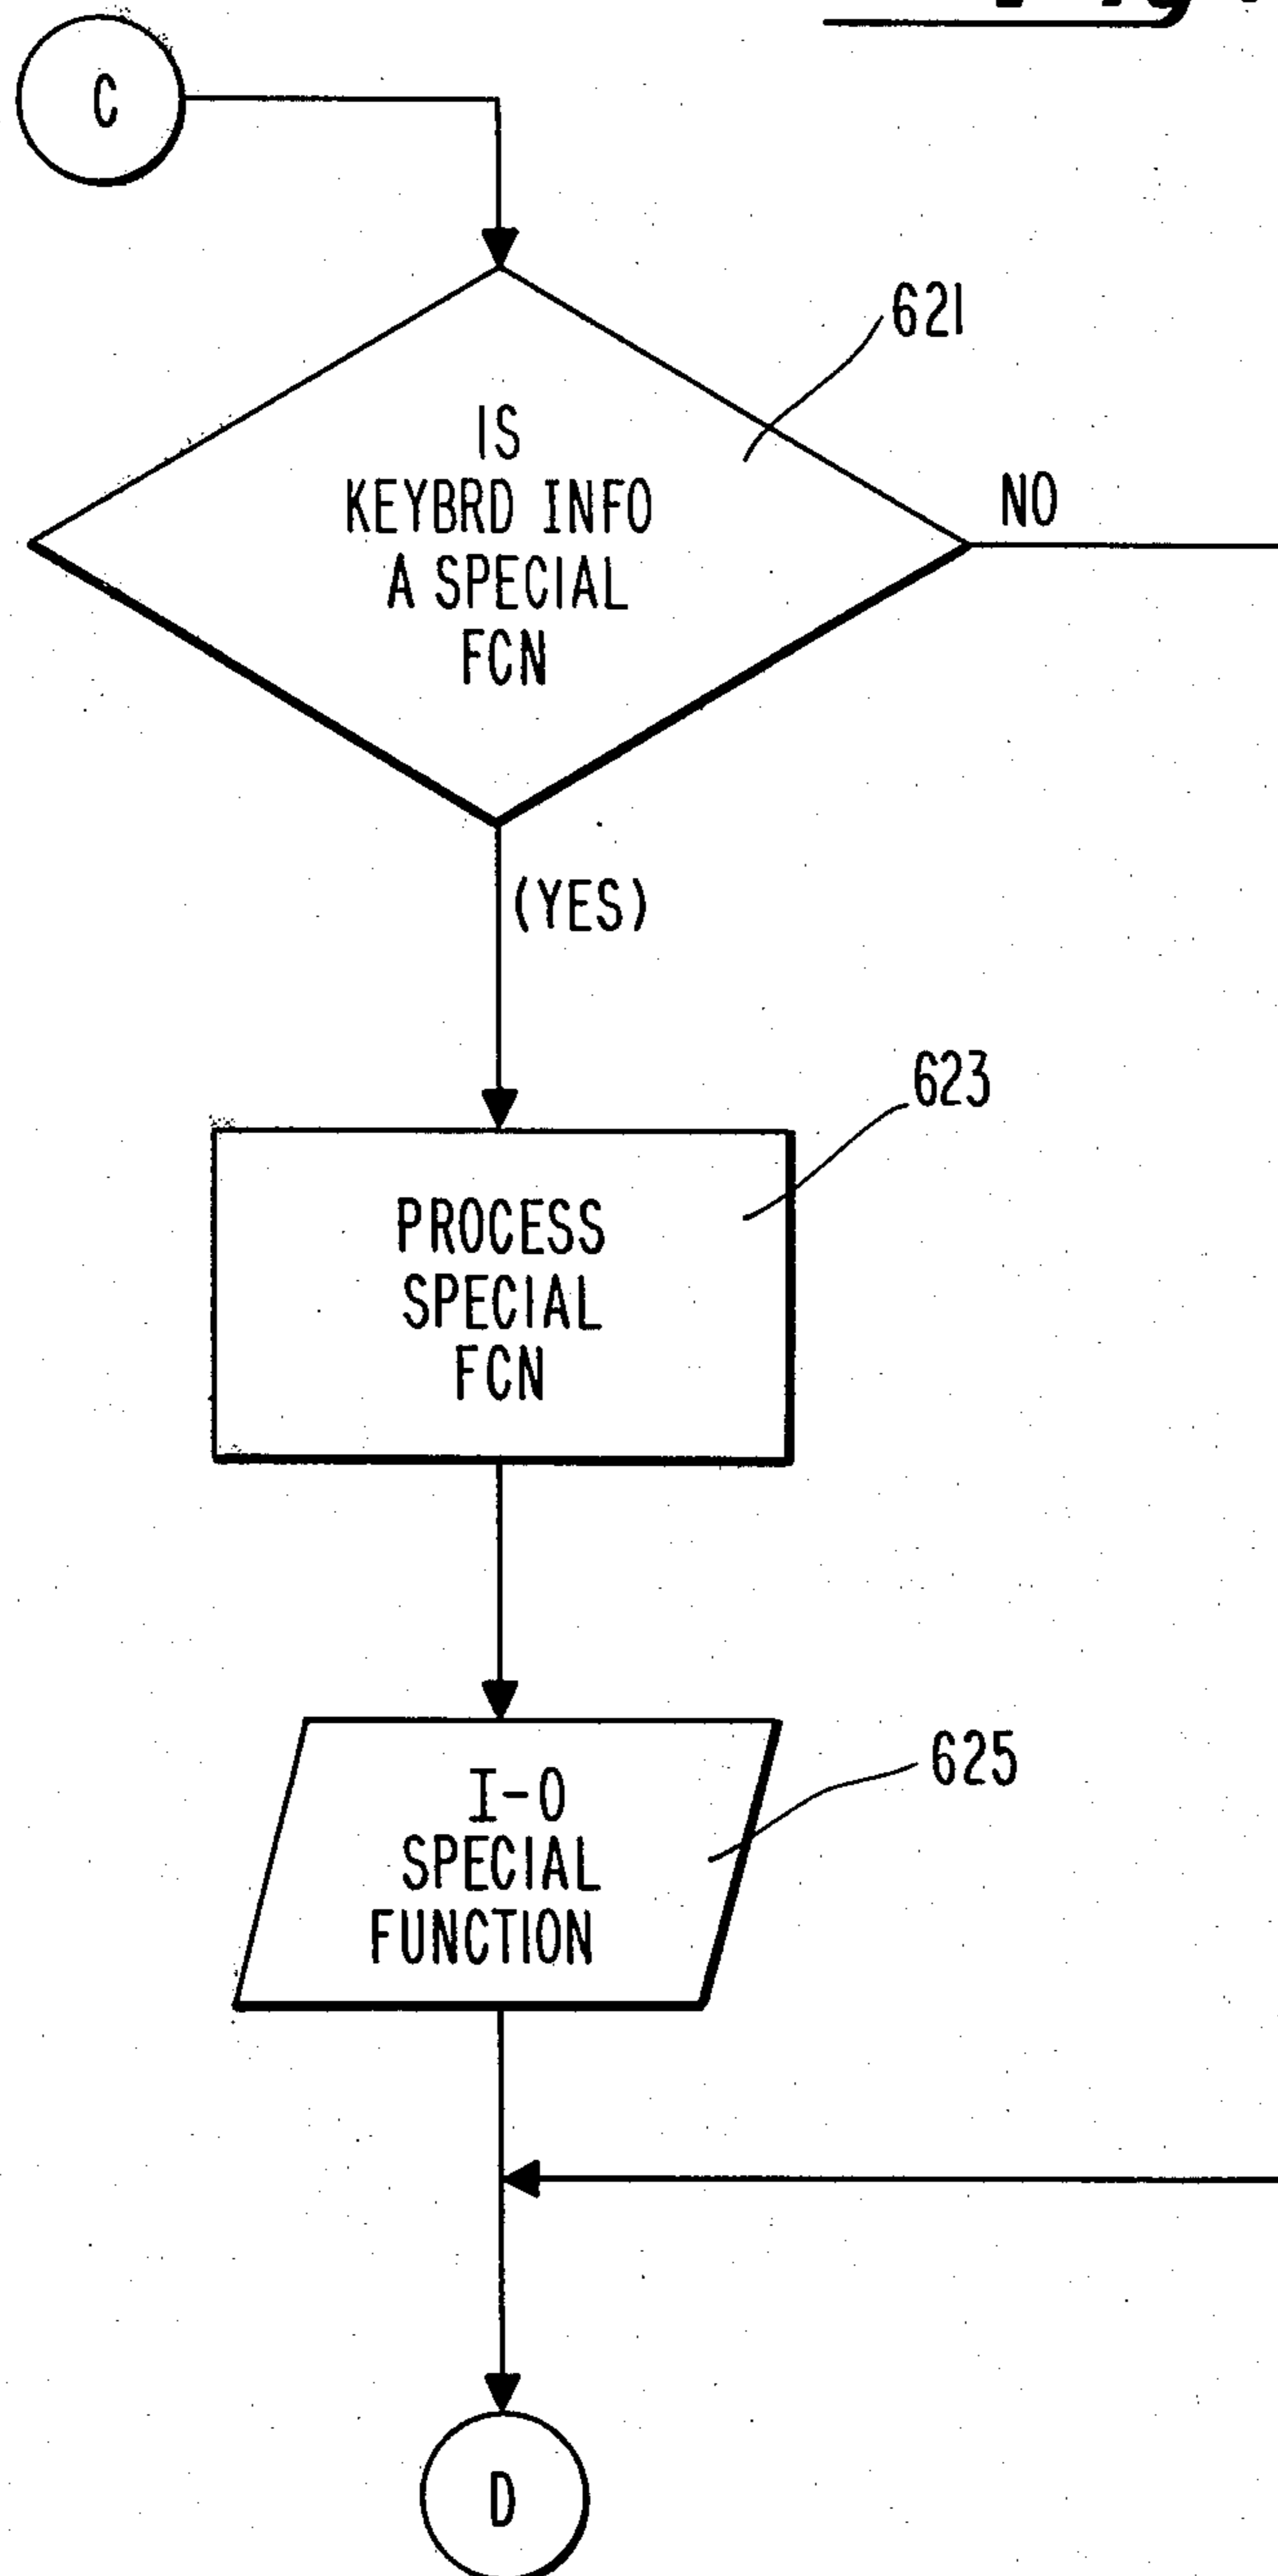 C
621
IS
KEYBRD INFO
A SPECIAL
FCN
NO
(YES)
623
PROCESS
SPECIAL
FCN
625
I-O
SPECIAL
FUNCTION
D